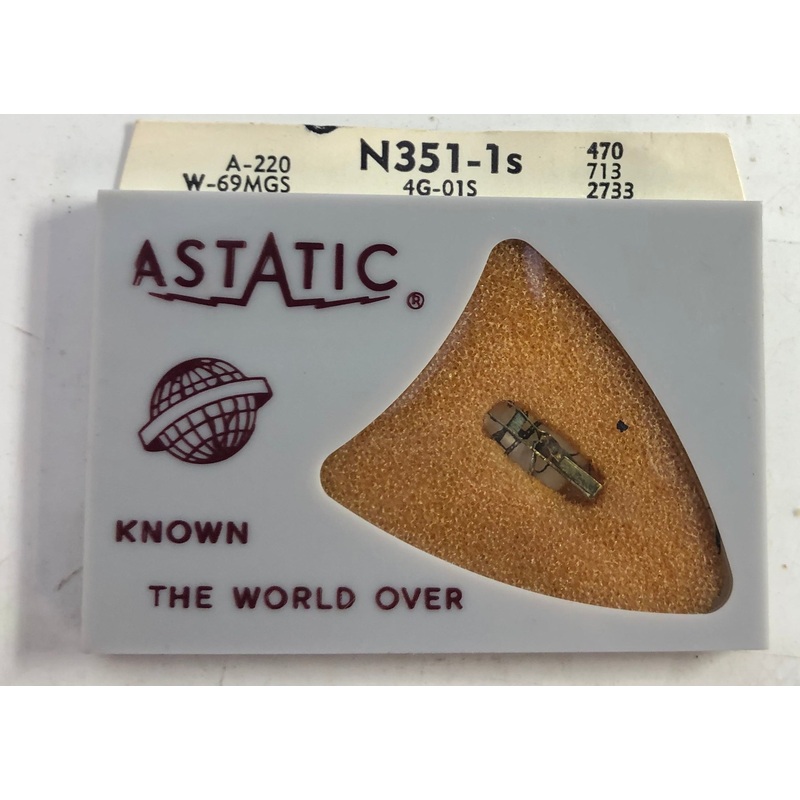 A-220 N351-1s 470
713
W-69MGS 4G-01S 2733
ASTATIC ®
KNOWN
THE WORLD OVER